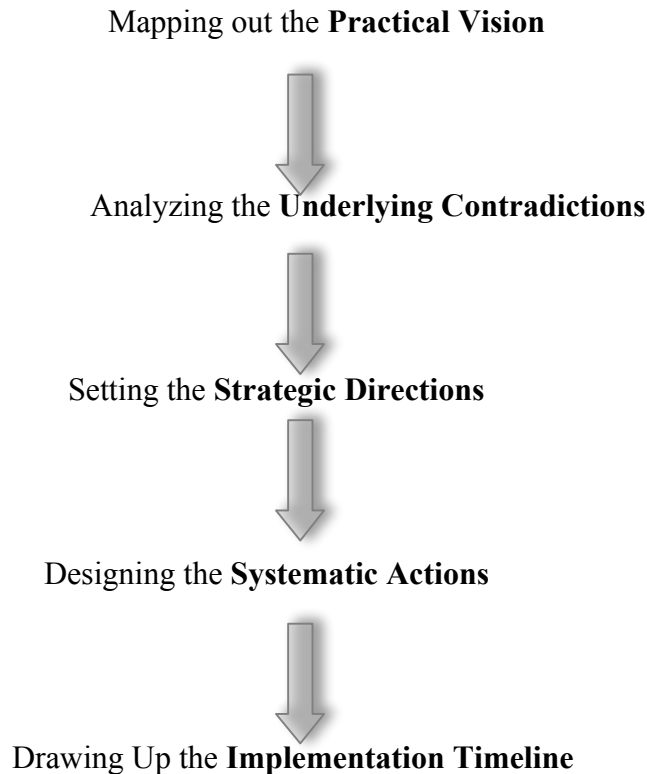 Mapping out the Practical Vision
Analyzing the Underlying Contradictions
Setting the Strategic Directions
Designing the Systematic Actions
Drawing Up the Implementation Timeline